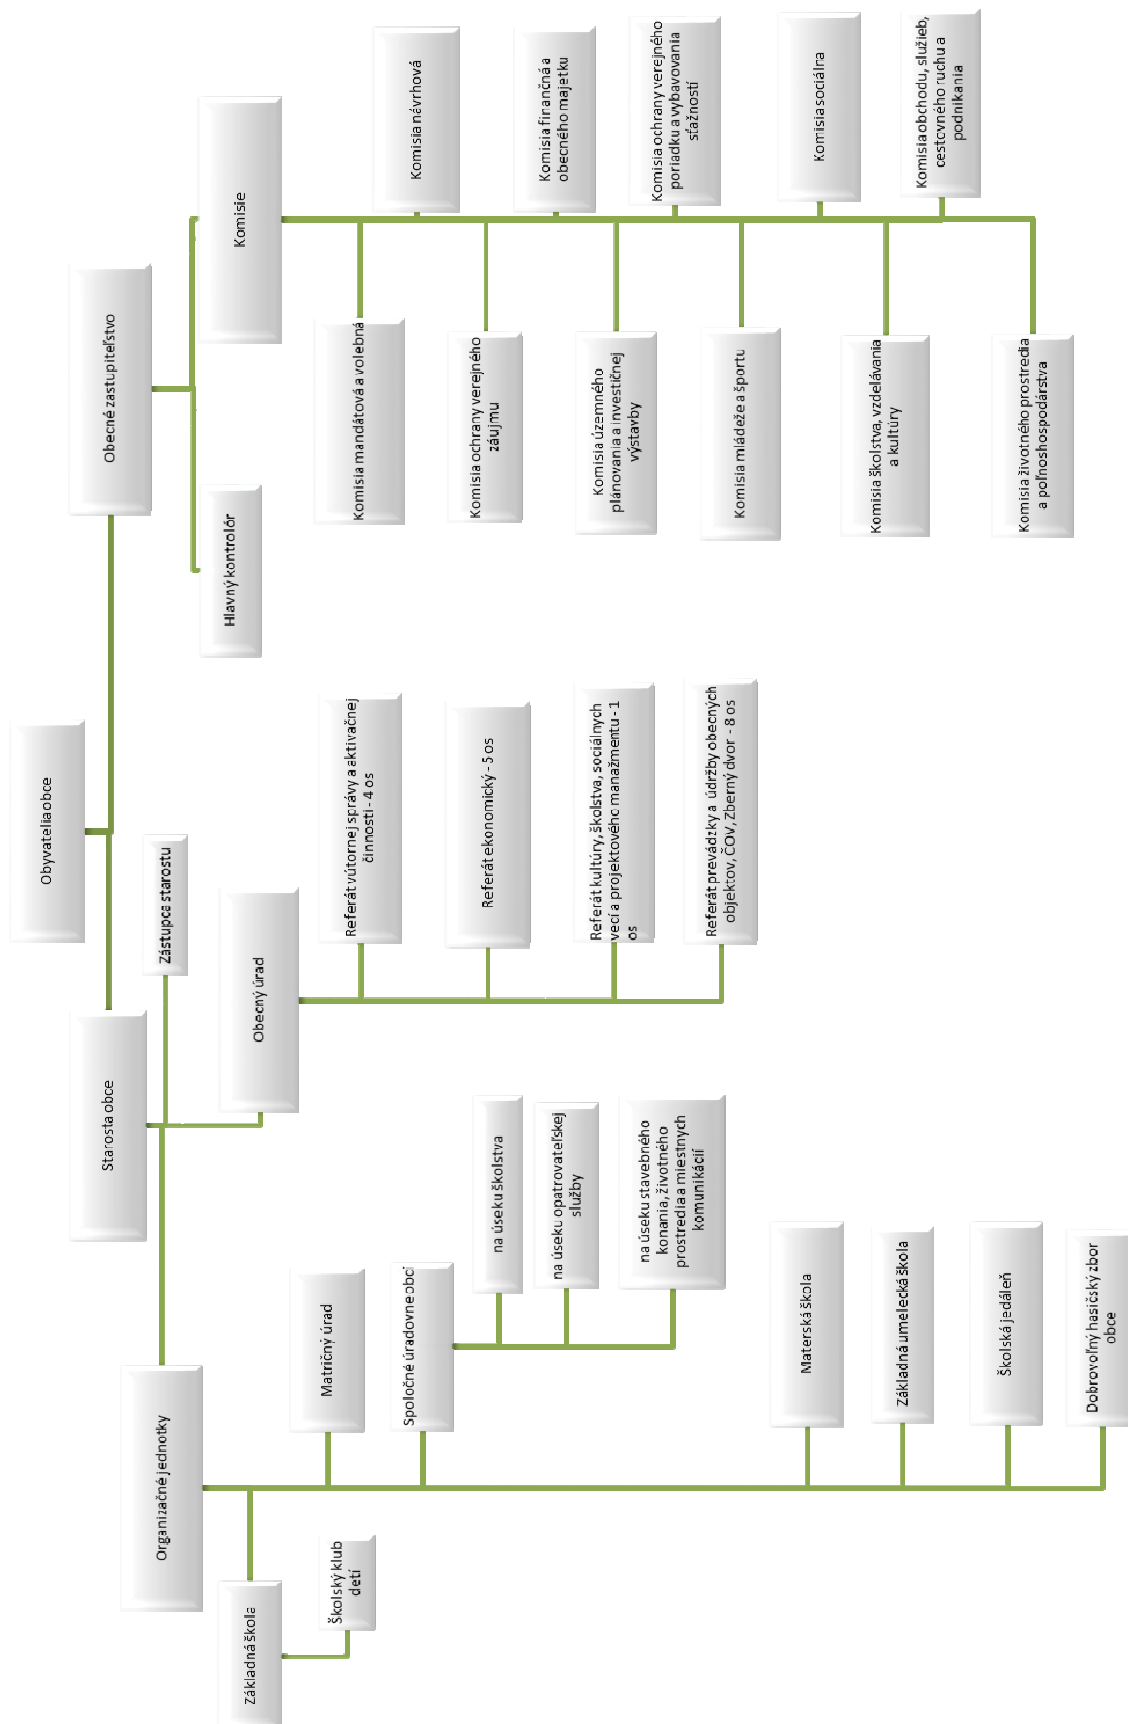 Obyvatelia obce
Starosta obce
Obecné zastupiteľstvo
Zástupca starostu
Organizačné jednotky
Obecný úrad
Hlavný kontrolór
Komisie
Základná škola
Školský klub
detí
Matričný úrad
Spoločné úradovne obcí
na úseku školstva
na úseku opatrovateľskej
služby
na úseku stavebného
konania, životného
prostredia a miestnych
komunikácií
Materská škola
Základná umelecká škola
Školská jedáleň
Dobrovoľný hasičský zbor
obce
Referát vútornej správy a aktivačnej
činnosti - 4 os
Referát ekonomický - 5 os
Referát kultúry, školstva, sociálnych
vecí a projektového manažmentu - 1
os
Referát prevádzky a údržby obecných
objektov, ČOV, Zberný dvor - 8 os
Komisia mandátová a volebná
Komisia návrhová
Komisia ochrany verejného
záujmu
Komisia finančná a
obecného majetku
Komisia územného
plánovania a investičnej
výstavby
Komisia ochrany verejného
poriadku a vybavovania
sťažností
Komisia mládeže a športu
Komisia sociálna
Komisia školstva, vzdelávania
a kultúry
Komisia obchodu, služieb,
cestovného ruchu a
podnikania
Komisia životného prostredia
a poľnoshospodárstva